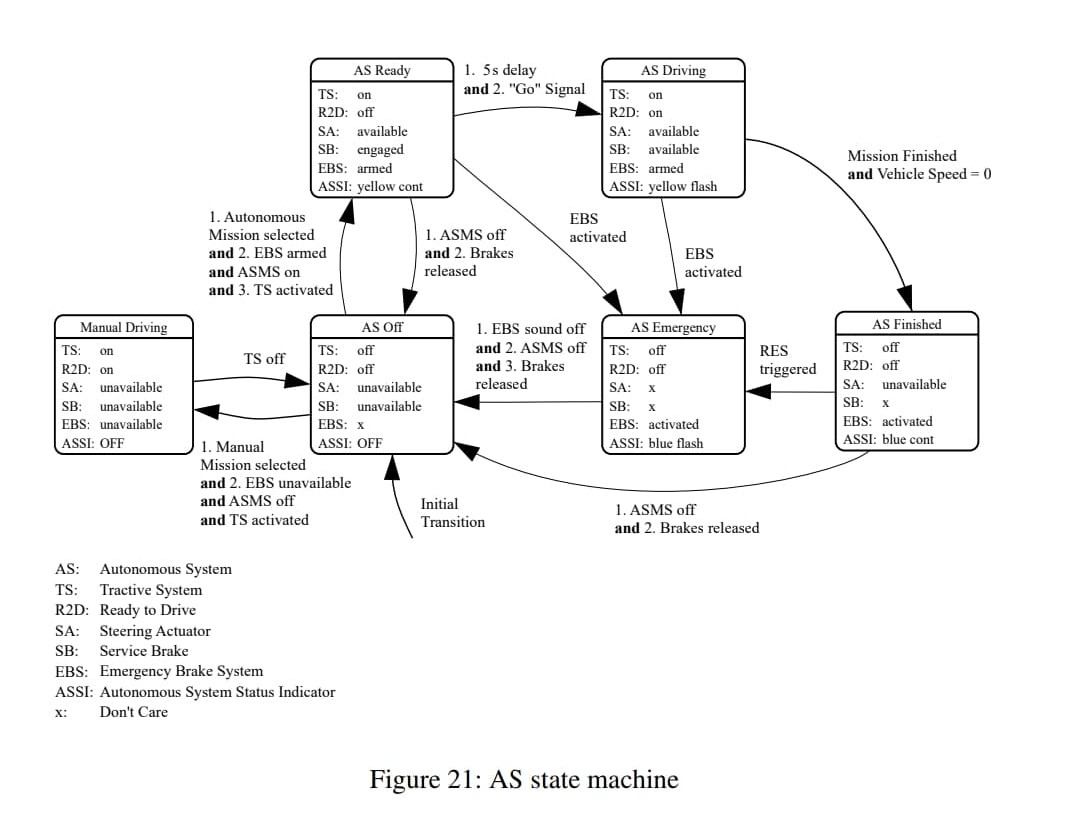 AS Ready
TS: on
R2D: off
SA: available
SB: engaged
EBS: armed
ASSI: yellow cont
1. 5s delay
and 2. "Go" Signal
AS Driving
TS: on
R2D: on
SA: available
SB: available
EBS: armed
ASSI: yellow flash
Mission Finished
and Vehicle Speed = 0
1. Autonomous
Mission selected
and 2. EBS armed
and ASMS on
and 3. TS activated
1. ASMS off
and 2. Brakes
released
EBS
activated
EBS
activated
Manual Driving
TS: on
R2D: on
SA: unavailable
SB: unavailable
EBS: unavailable
ASSI: OFF
TS off
1. Manual
Mission selected
and 2. EBS unavailable
and ASMS off
and TS activated
AS Off
TS: off
R2D: off
SA: unavailable
SB: unavailable
EBS: x
ASSI: OFF
Initial
Transition
1. EBS sound off
and 2. ASMS off
and 3. Brakes
released
AS Emergency
TS: off
R2D: off
SA: x
SB: x
EBS: activated
ASSI: blue flash
RES
triggered
AS Finished
TS: off
R2D: off
SA: unavailable
SB: x
EBS: activated
ASSI: blue cont
1. ASMS off
and 2. Brakes released
AS: Autonomous System
TS: Tractive System
R2D: Ready to Drive
SA: Steering Actuator
SB: Service Brake
EBS: Emergency Brake System
ASSI: Autonomous System Status Indicator
x: Don't Care
Figure 21: AS state machine